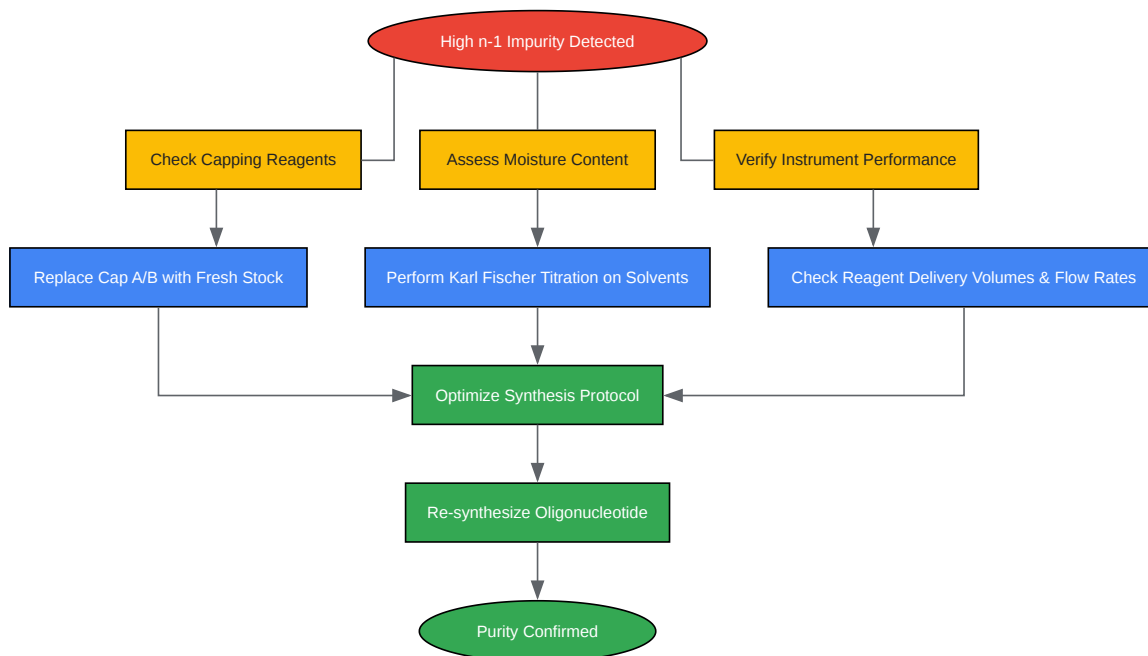 High n-1 Impurity Detected
Check Capping Reagents
Assess Moisture Content
Verify Instrument Performance
Replace Cap A/B with Fresh Stock
Perform Karl Fischer Titration on Solvents
Check Reagent Delivery Volumes & Flow Rates
Optimize Synthesis Protocol
Re-synthesize Oligonucleotide
Purity Confirmed